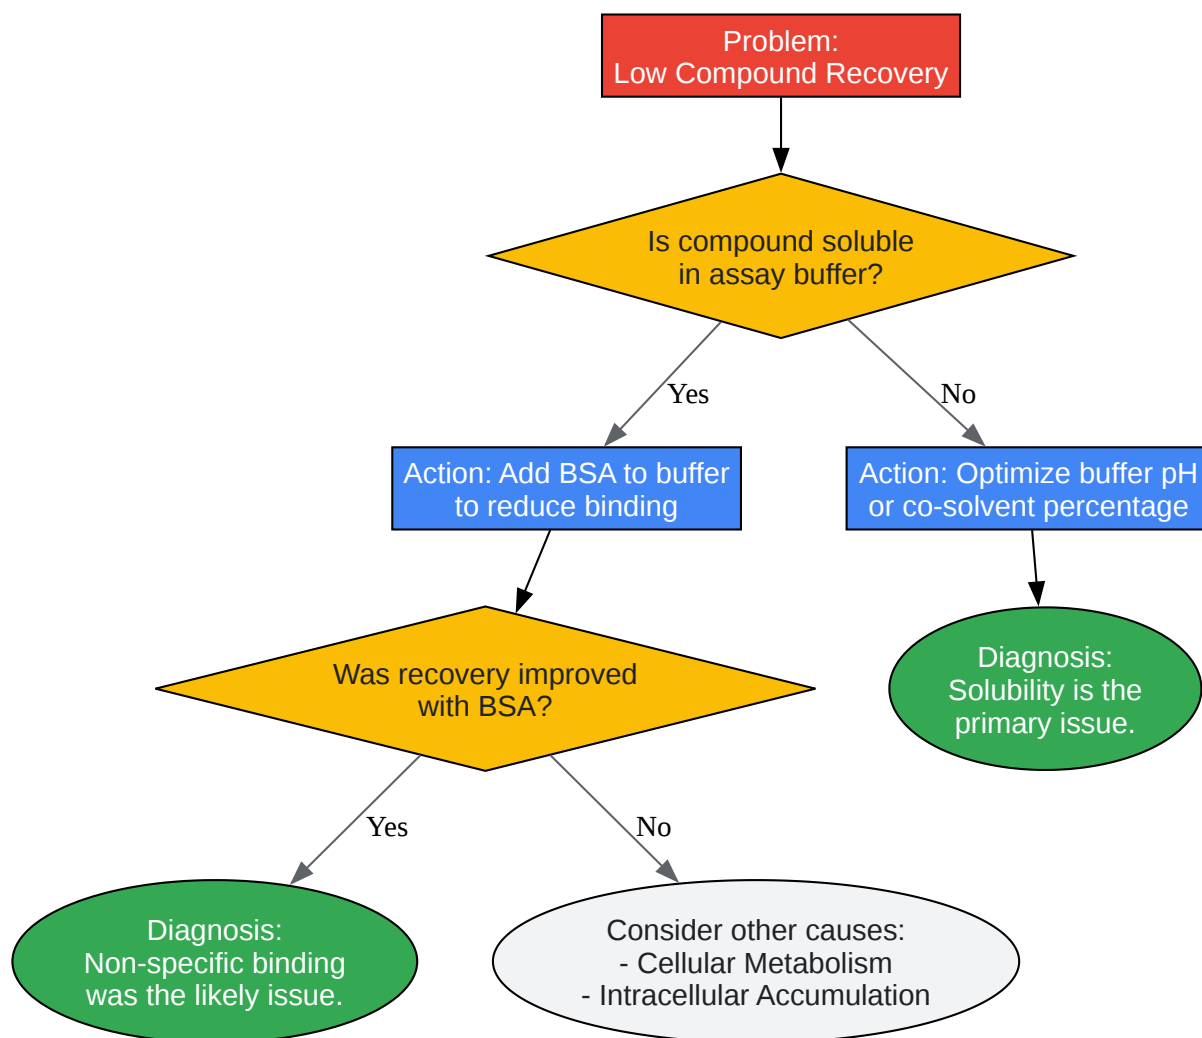 Problem:
Low Compound Recovery
Is compound soluble
in assay buffer?
Yes
No
Action: Add BSA to buffer
to reduce binding
Action: Optimize buffer pH
or co-solvent percentage
Was recovery improved
with BSA?
Diagnosis:
Solubility is the
primary issue.
Yes
No
Diagnosis:
Non-specific binding
was the likely issue.
Consider other causes:
- Cellular Metabolism
- Intracellular Accumulation